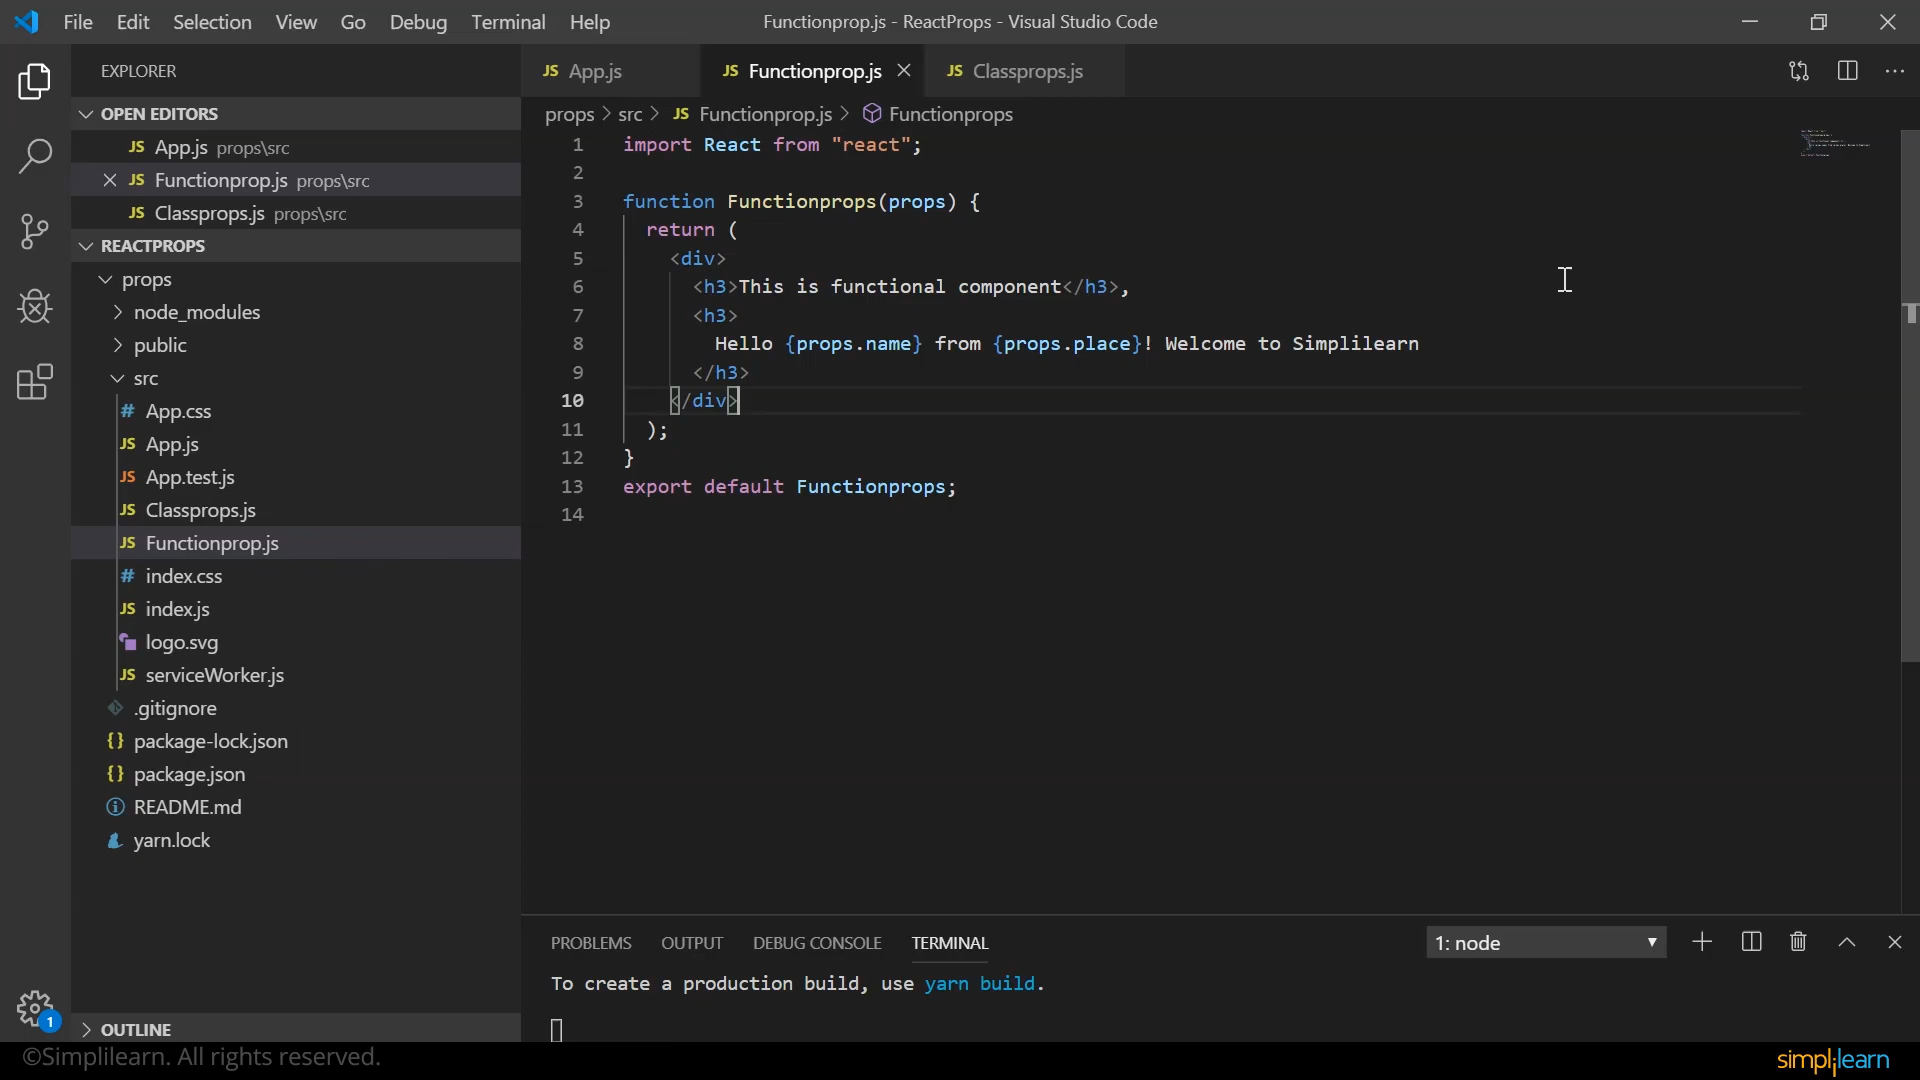 File Edit Selection View Go Debug Terminal Help
Functionprop.js - ReactProps - Visual Studio Code
EXPLORER
OPEN EDITORS
JS App.js props\src
JS Functionprop.js props\src
JS Classprops.js props\src
REACTPROPS
props
node_modules
public
src
# App.css
JS App.js
JS App.test.js
JS Classprops.js
JS Functionprop.js
# index.css
JS index.js
logo.svg
JS serviceWorker.js
.gitignore
{} package-lock.json
{} package.json
README.md
yarn.lock
OUTLINE
1
JS App.js JS Functionprop.js JS Classprops.js
props > src > JS Functionprop.js > Functionprops
1 import React from "react";
2
3 function Functionprops(props) {
4 return (
5 <div>
6 <h3>This is functional component</h3>,
7 <h3>
8 Hello {props.name} from {props.place}! Welcome to Simplilearn
9 </h3>
10 </div>
11 );
12 }
13 export default Functionprops;
14
PROBLEMS OUTPUT DEBUG CONSOLE TERMINAL 1: node
To create a production build, use yarn build.
©Simplilearn. All rights reserved.
simplilearn